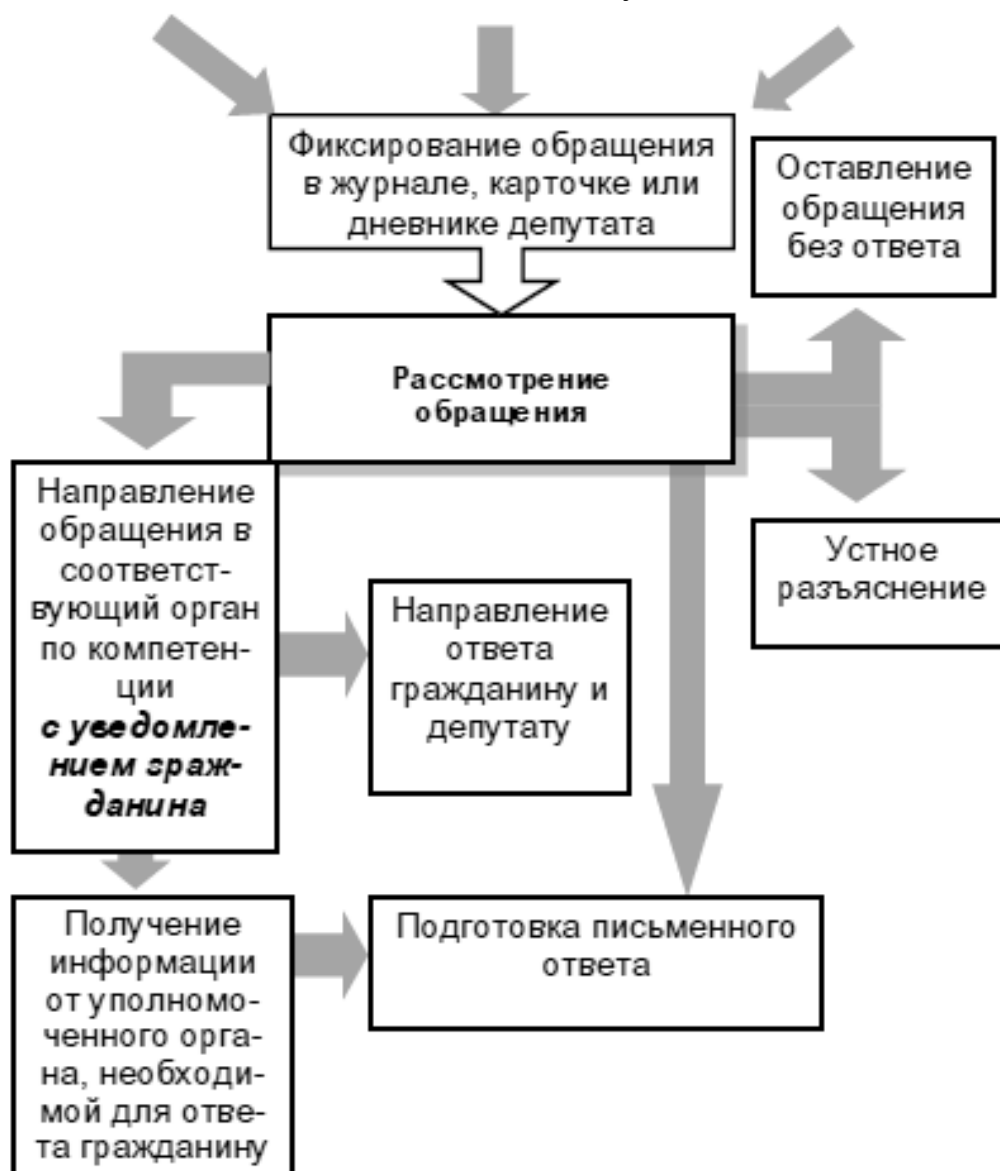 Фиксирование обращения
в журнале, карточке или
дневнике депутата
Оставление
обращения
без ответа
Рассмотрение
обращения
Направление
обращения в
соответст-
вующий орган
по компетен-
ции
с уведомле-
нием граж-
данина
Направление
ответа
гражданину и
депутату
Устное
разъяснение
Получение
информации
от уполномо-
ченного орга-
на, необходи-
мой для отве-
та гражданину
Подготовка письменного
ответа